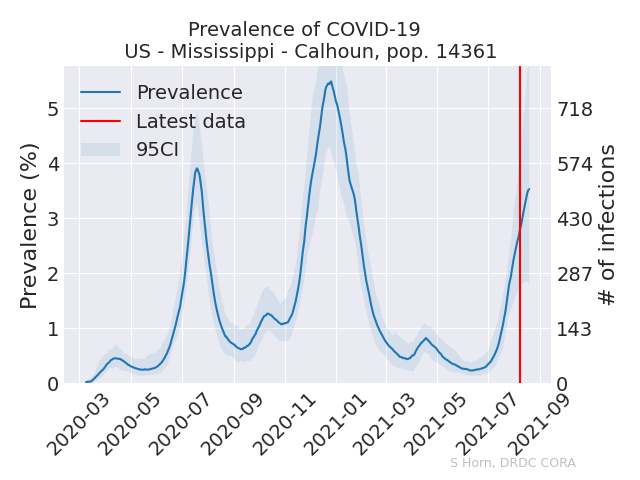 Prevalence of COVID-19
US - Mississippi - Calhoun, pop. 14361
Prevalence
Latest data
95CI
Prevalence (%)
5
4
3
2
1
0
718
574
430
287
143
0
# of infections
2020-03
2020-05
2020-07
2020-09
2020-11
2021-01
2021-03
2021-05
2021-07
2021-09
S Horn, DRDC CORA